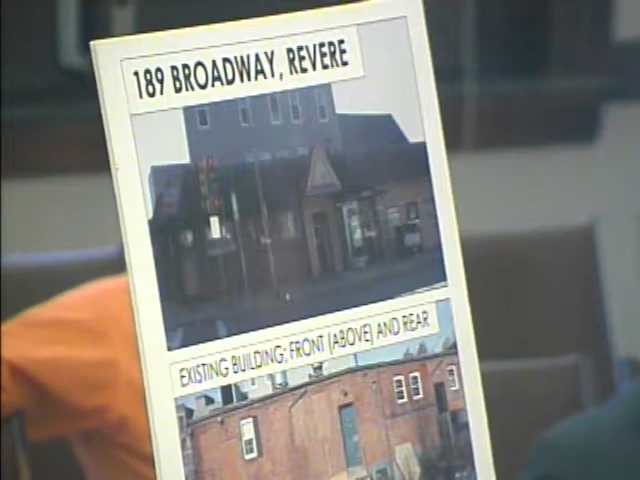 189 BROADWAY, REVERE
EXISTING BUILDING; FRONT (ABOVE) AND REAR